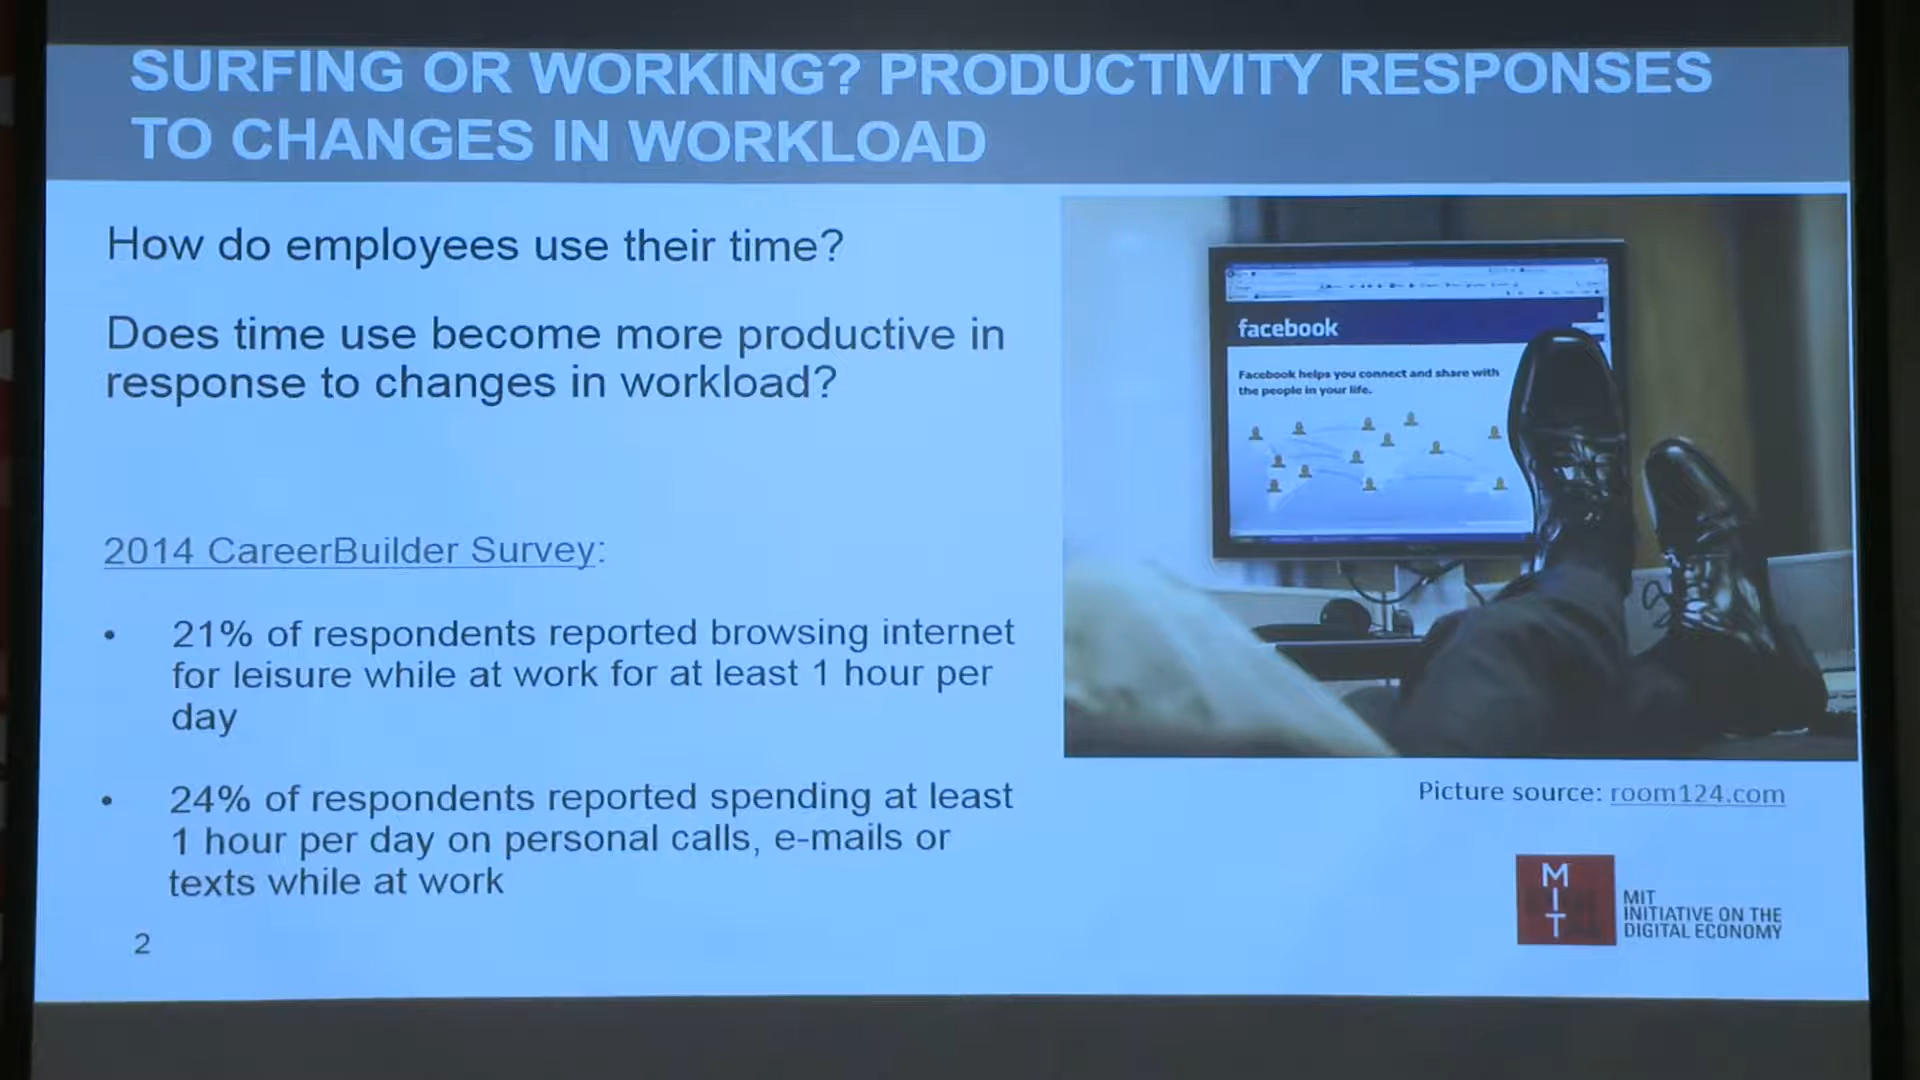 SURFING OR WORKING? PRODUCTIVITY RESPONSES
TO CHANGES IN WORKLOAD
How do employees use their time?
Does time use become more productive in
response to changes in workload?
2014 CareerBuilder Survey:
• 21% of respondents reported browsing internet
for leisure while at work for at least 1 hour per
day
• 24% of respondents reported spending at least
1 hour per day on personal calls, e-mails or
texts while at work
2
facebook
Facebook helps you connect and share with
the people in your life.
Picture source: room124.com
MIT
MIT
INITIATIVE ON THE
DIGITAL ECONOMY